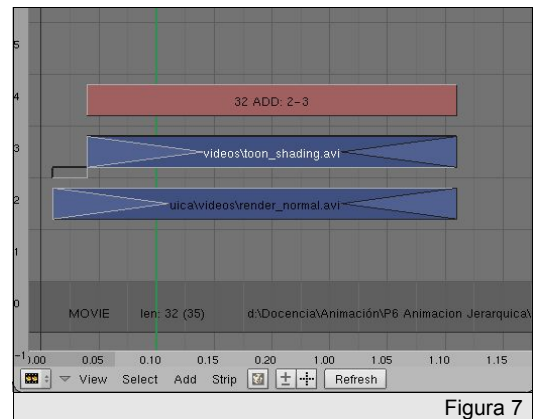 5
4
32 ADD: 2-3
3
videos\toon_shading.avi
2
uica\videos\render_normal.avi
1
0
MOVIE len: 32 (35) d:\Docencia\Animación\P6 Animacion Jerarquica\
-1
0.00 0.05 0.10 0.15 0.20 1.00 1.05 1.10 1.15
View Select Add Strip Refresh
Figura 7